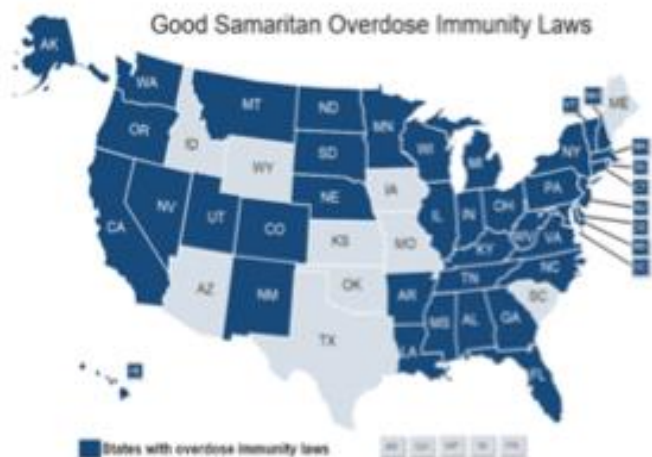 Good Samaritan Overdose Immunity Laws
AK
WA
MT
ND
MN
ME
OR
ID
WY
SD
WI
MI
NY
NV
NE
IA
PA
CA
UT
CO
IL
IN
OH
WV
VA
KS
MO
KY
NC
AZ
NM
OK
AR
TN
SC
TX
LA
MS
AL
GA
FL
States with overdose immunity laws